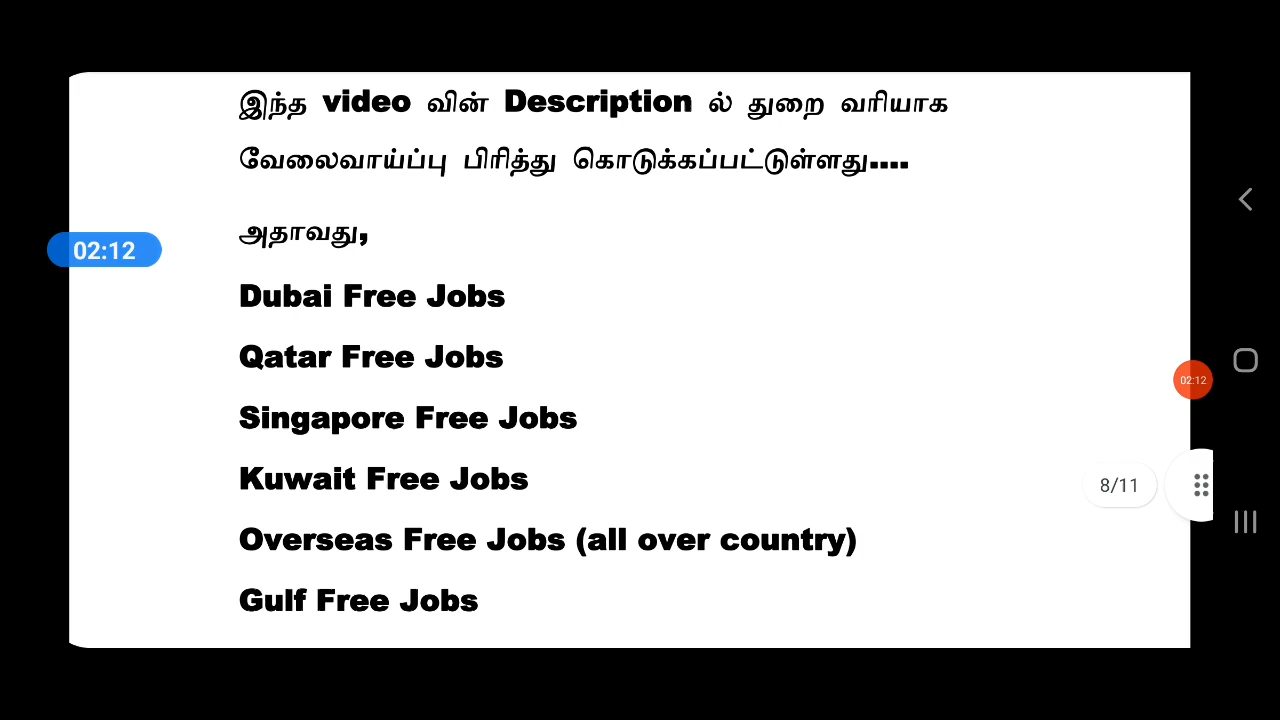 இந்த video வின் Description ல் துறை வரியாக
வேலைவாய்ப்பு பிரித்து கொடுக்கப்பட்டுள்ளது....
அதாவது,
02:12
Dubai Free Jobs
Qatar Free Jobs
02:12
Singapore Free Jobs
Kuwait Free Jobs
8/11
Overseas Free Jobs (all over country)
Gulf Free Jobs